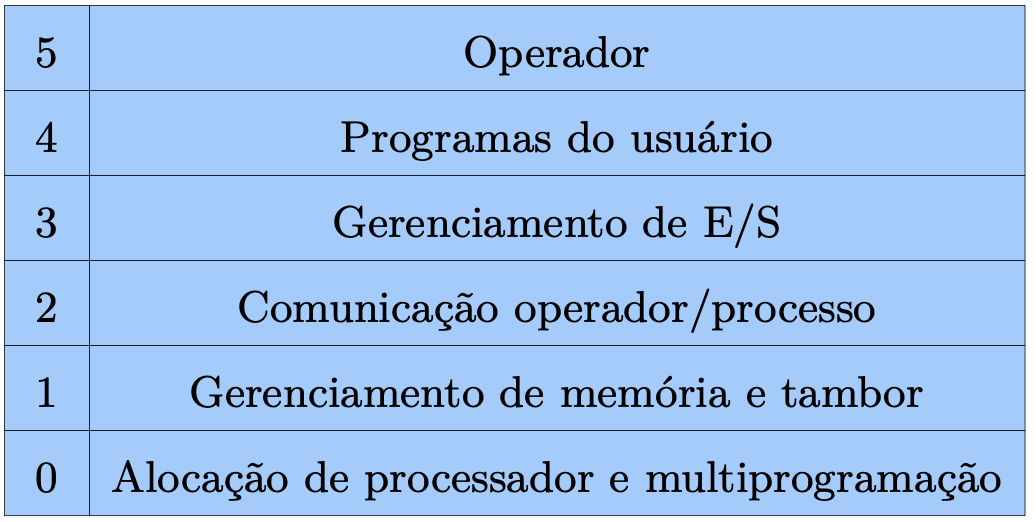 5 Operador
4 Programas do usuário
3 Gerenciamento de E/S
2 Comunicação operador/processo
1 Gerenciamento de memória e tambor
0 Alocação de processador e multiprogramação